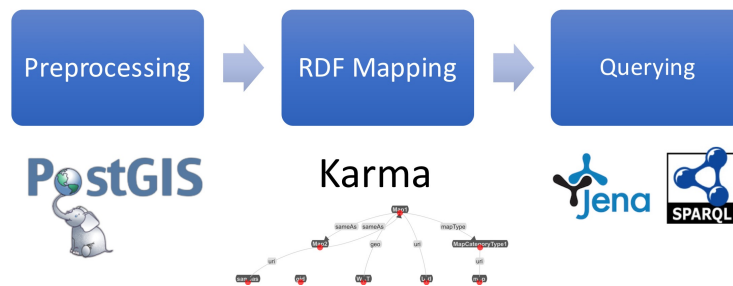 Preprocessing
RDF Mapping
Querying
PostGIS
Karma
Jena
SPARQL
Map1
sameAs sameAs mapType
Map2 geo uri MapCategoryType1
uri uri